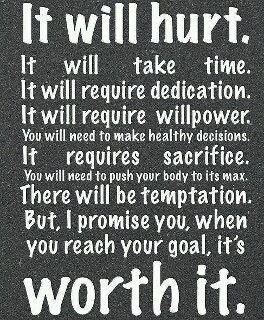 It will hurt.
It will take time.
It will require dedication.
It will require willpower.
You will need to make healthy decisions.
It requires sacrifice.
You will need to push your body to its max.
There will be temptation.
But, I promise you, when
you reach your goal, it's
worth it.